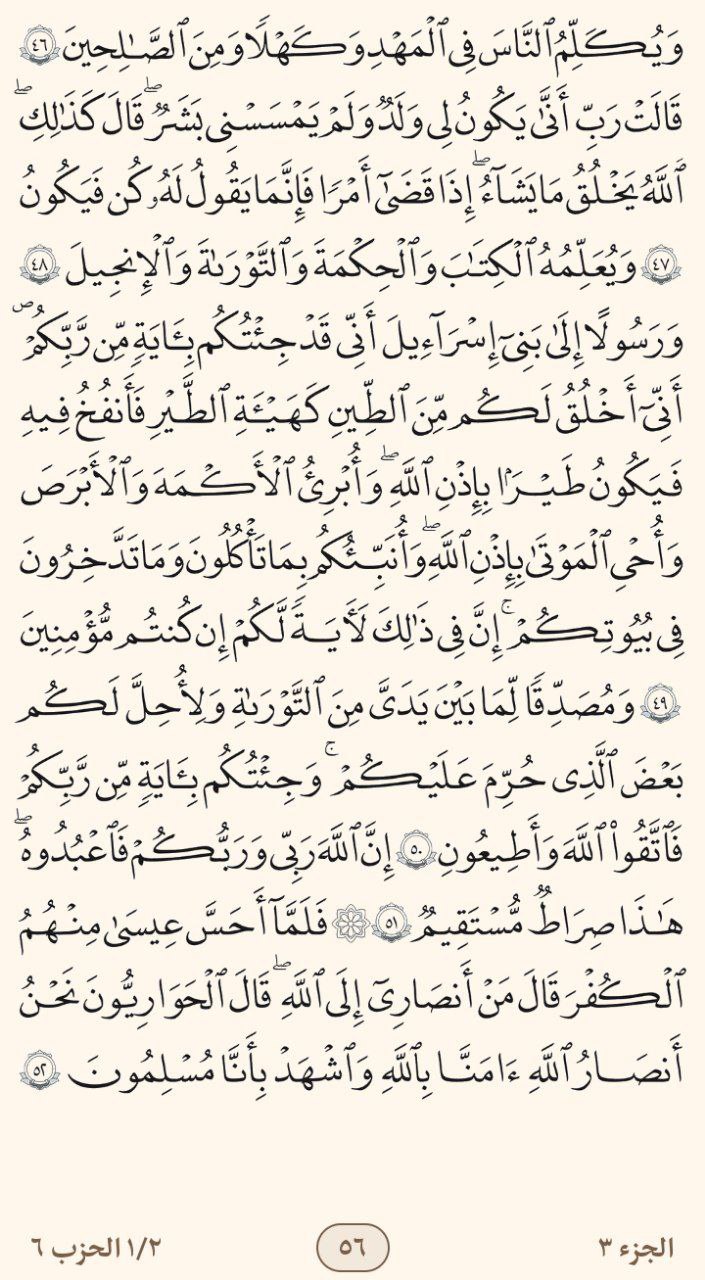 وَيُكَلِّمُ ٱلنَّاسَ فِى ٱلْمَهْدِ وَكَهْلًا وَمِنَ ٱلصَّـٰلِحِينَ ٤٦
قَالَتْ رَبِّ أَنَّىٰ يَكُونُ لِى وَلَدٌ وَلَمْ يَمْسَسْنِى بَشَرٌ ۖ قَالَ كَذَٰلِكِ
ٱللَّهُ يَخْلُقُ مَا يَشَآءُ ۖ إِذَا قَضَىٰٓ أَمْرًا فَإِنَّمَا يَقُولُ لَهُۥ كُن فَيَكُونُ
٤٧ وَيُعَلِّمُهُ ٱلْكِتَـٰبَ وَٱلْحِكْمَةَ وَٱلتَّوْرَىٰةَ وَٱلْإِنجِيلَ ٤٨
وَرَسُولًا إِلَىٰ بَنِىٓ إِسْرَٰٓءِيلَ أَنِّى قَدْ جِئْتُكُم بِـَٔايَةٍ مِّن رَّبِّكُمْ ۖ
أَنِّىٓ أَخْلُقُ لَكُم مِّنَ ٱلطِّينِ كَهَيْـَٔةِ ٱلطَّيْرِ فَأَنفُخُ فِيهِ
فَيَكُونُ طَيْرًۢا بِإِذْنِ ٱللَّهِ ۖ وَأُبْرِئُ ٱلْأَكْمَهَ وَٱلْأَبْرَصَ
وَأُحْىِ ٱلْمَوْتَىٰ بِإِذْنِ ٱللَّهِ ۖ وَأُنَبِّئُكُم بِمَا تَأْكُلُونَ وَمَا تَدَّخِرُونَ
فِى بُيُوتِكُمْ ۚ إِنَّ فِى ذَٰلِكَ لَـَٔايَةً لَّكُمْ إِن كُنتُم مُّؤْمِنِينَ
٤٩ وَمُصَدِّقًا لِّمَا بَيْنَ يَدَىَّ مِنَ ٱلتَّوْرَىٰةِ وَلِأُحِلَّ لَكُم
بَعْضَ ٱلَّذِى حُرِّمَ عَلَيْكُمْ ۚ وَجِئْتُكُم بِـَٔايَةٍ مِّن رَّبِّكُمْ
فَٱتَّقُوا۟ ٱللَّهَ وَأَطِيعُونِ ٥٠ إِنَّ ٱللَّهَ رَبِّى وَرَبُّكُمْ فَٱعْبُدُوهُ ۗ
هَـٰذَا صِرَٰطٌ مُّسْتَقِيمٌ ٥١ ۞ فَلَمَّآ أَحَسَّ عِيسَىٰ مِنْهُمُ
ٱلْكُفْرَ قَالَ مَنْ أَنصَارِىٓ إِلَى ٱللَّهِ ۖ قَالَ ٱلْحَوَارِيُّونَ نَحْنُ
أَنصَارُ ٱللَّهِ ءَامَنَّا بِٱللَّهِ وَٱشْهَدْ بِأَنَّا مُسْلِمُونَ ٥٢
الجزء ٣ ٥٦ ١/٢ الحزب ٦